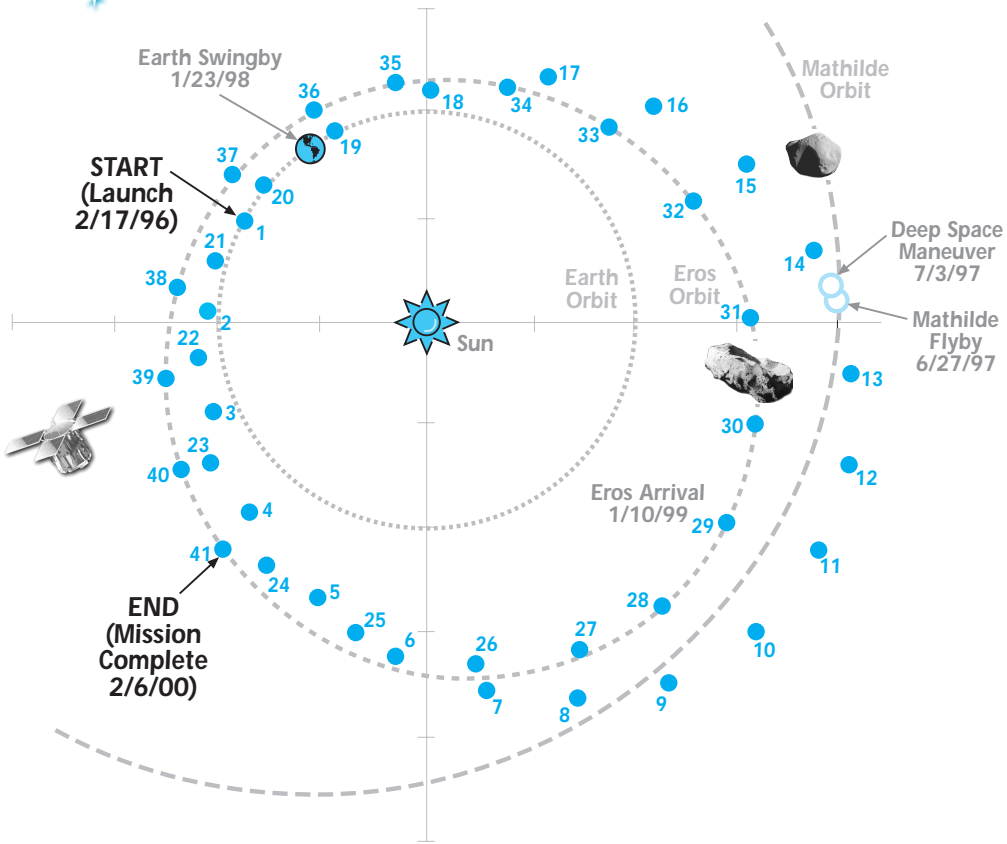 Earth Swingby
1/23/98
35
17
36
18
34
16
Mathilde
Orbit
33
19
37
START
(Launch
2/17/96)
20
15
32
1
21
14
Deep Space
Maneuver
7/3/97
38
Earth
Orbit
Eros
Orbit
2
31
Sun
Mathilde
Flyby
6/27/97
22
39
13
3
30
23
40
12
Eros Arrival
1/10/99
4
29
41
11
24
5
28
END
(Mission
Complete
2/6/00)
25
6
27
26
10
7
8
9